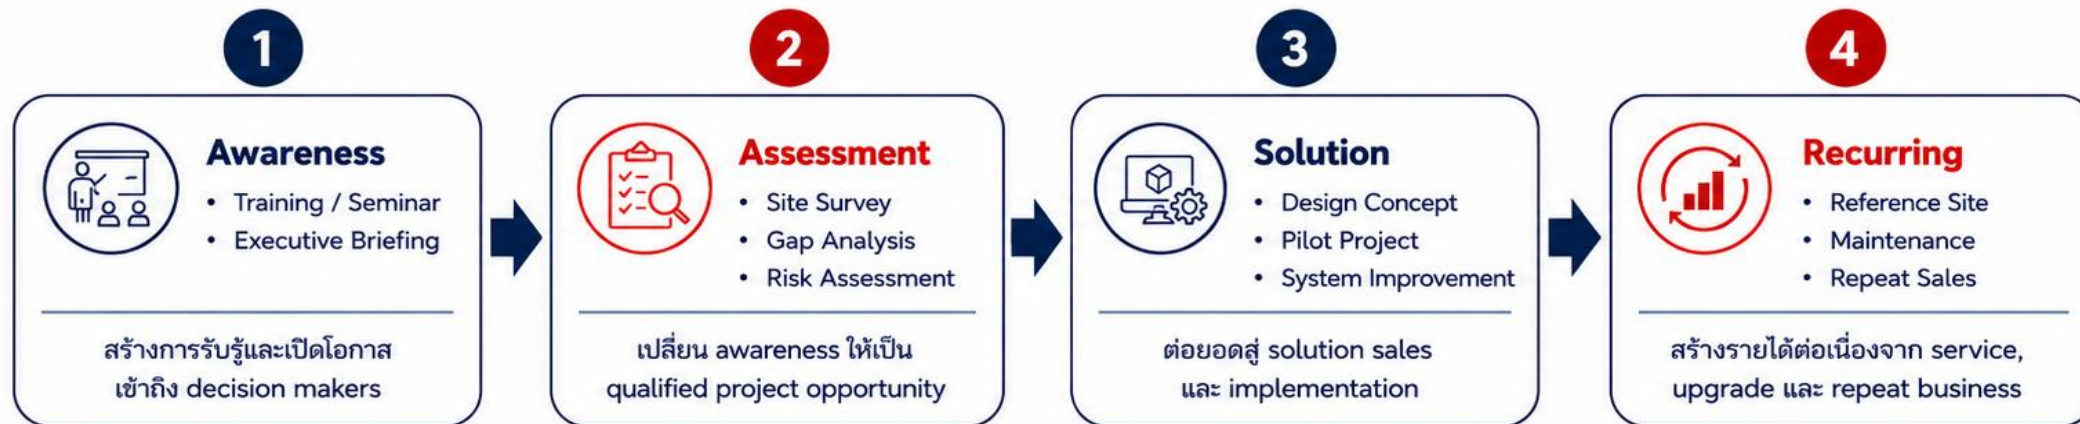 1
Awareness
• Training / Seminar
• Executive Briefing
สร้างการรับรู้และเปิดโอกาส
เข้าถึง decision makers
2
Assessment
• Site Survey
• Gap Analysis
• Risk Assessment
เปลี่ยน awareness ให้เป็น
qualified project opportunity
3
Solution
• Design Concept
• Pilot Project
• System Improvement
ต่อยอดสู่ solution sales
และ implementation
4
Recurring
• Reference Site
• Maintenance
• Repeat Sales
สร้างรายได้ต่อเนื่องจาก service,
upgrade และ repeat business